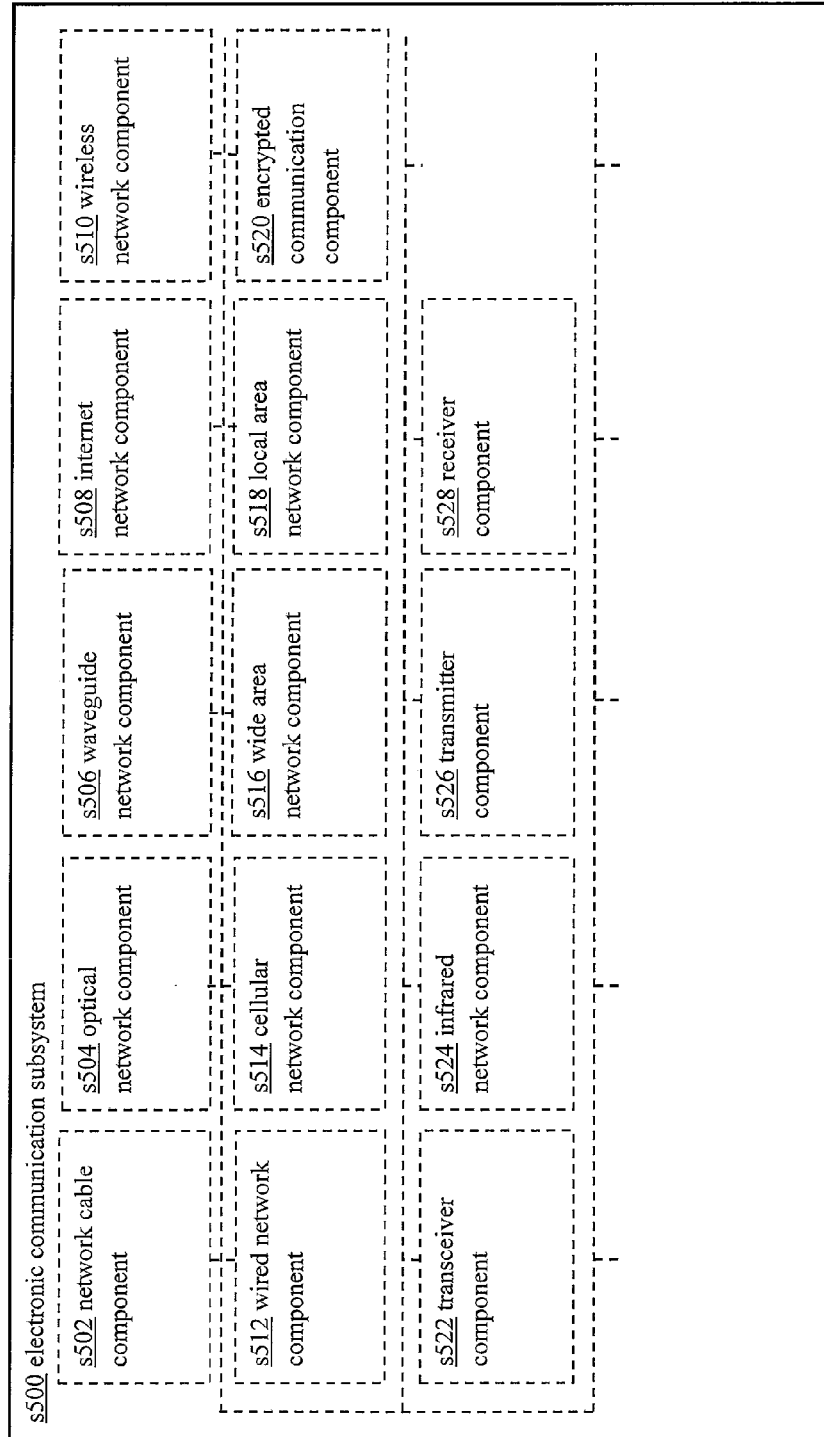 s500 electronic communication subsystem
s502 network cable
component
s504 optical
network component
s506 waveguide
network component
s508 internet
network component
s510 wireless
network component
s512 wired network
component
s514 cellular
network component
s516 wide area
network component
s518 local area
network component
s520 encrypted
communication
component
s522 transceiver
component
s524 infrared
network component
s526 transmitter
component
s528 receiver
component